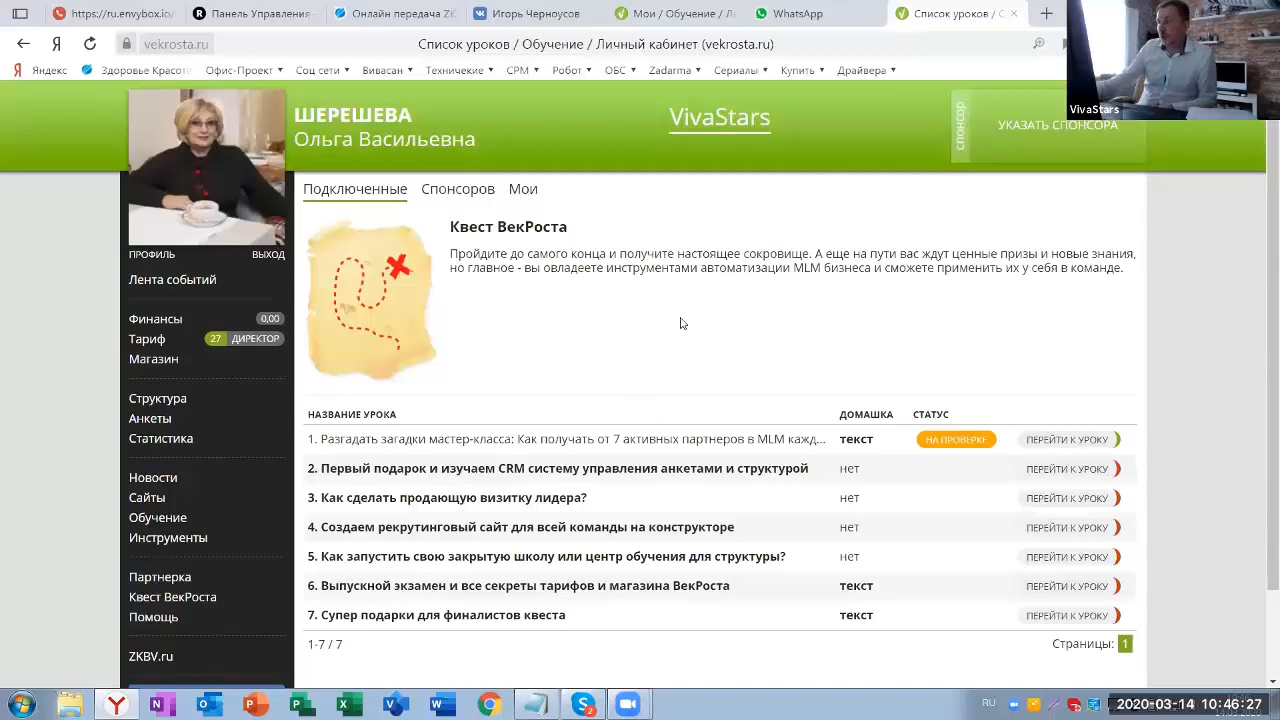 https://ru.envybox.io/
Панель Управления
Онлайн передача ZK
Игорь Черноусов
Мои / Обучение / Ли
WhatsApp
Список уроков / О
vekrosta.ru
Список уроков / Обучение / Личный кабинет (vekrosta.ru)
Яндекс
Здоровье Красота
Офис-Проект
Соц сети
Вивасан
Техничекие
CPM
Рост
ОБС
Zadarma
Сериалы
Купить
Драйвера
VivaStars
ШЕРЕШЕВА
Ольга Васильевна
VivaStars
спонсор
УКАЗАТЬ СПОНСОРА
ПРОФИЛЬ ВЫХОД
Лента событий
Финансы 0,00
Тариф 27 ДИРЕКТОР
Магазин
Структура
Анкеты
Статистика
Новости
Сайты
Обучение
Инструменты
Партнерка
Квест ВекРоста
Помощь
ZKBV.ru
Подключенные Спонсоров Мои
Квест ВекРоста
Пройдите до самого конца и получите настоящее сокровище. А еще на пути вас ждут ценные призы и новые знания,
но главное - вы овладеете инструментами автоматизации MLM бизнеса и сможете применить их у себя в команде.
НАЗВАНИЕ УРОКА ДОМАШКА СТАТУС
1. Разгадать загадки мастер-класса: Как получать от 7 активных партнеров в MLM кажд... текст НА ПРОВЕРКЕ ПЕРЕЙТИ К УРОКУ
2. Первый подарок и изучаем CRM систему управления анкетами и структурой нет ПЕРЕЙТИ К УРОКУ
3. Как сделать продающую визитку лидера? нет ПЕРЕЙТИ К УРОКУ
4. Создаем рекрутинговый сайт для всей команды на конструкторе нет ПЕРЕЙТИ К УРОКУ
5. Как запустить свою закрытую школу или центр обучения для структуры? нет ПЕРЕЙТИ К УРОКУ
6. Выпускной экзамен и все секреты тарифов и магазина ВекРоста текст ПЕРЕЙТИ К УРОКУ
7. Супер подарки для финалистов квеста текст ПЕРЕЙТИ К УРОКУ
1-7 / 7 Страницы: 1
RU
2020-03-14 10:46:27